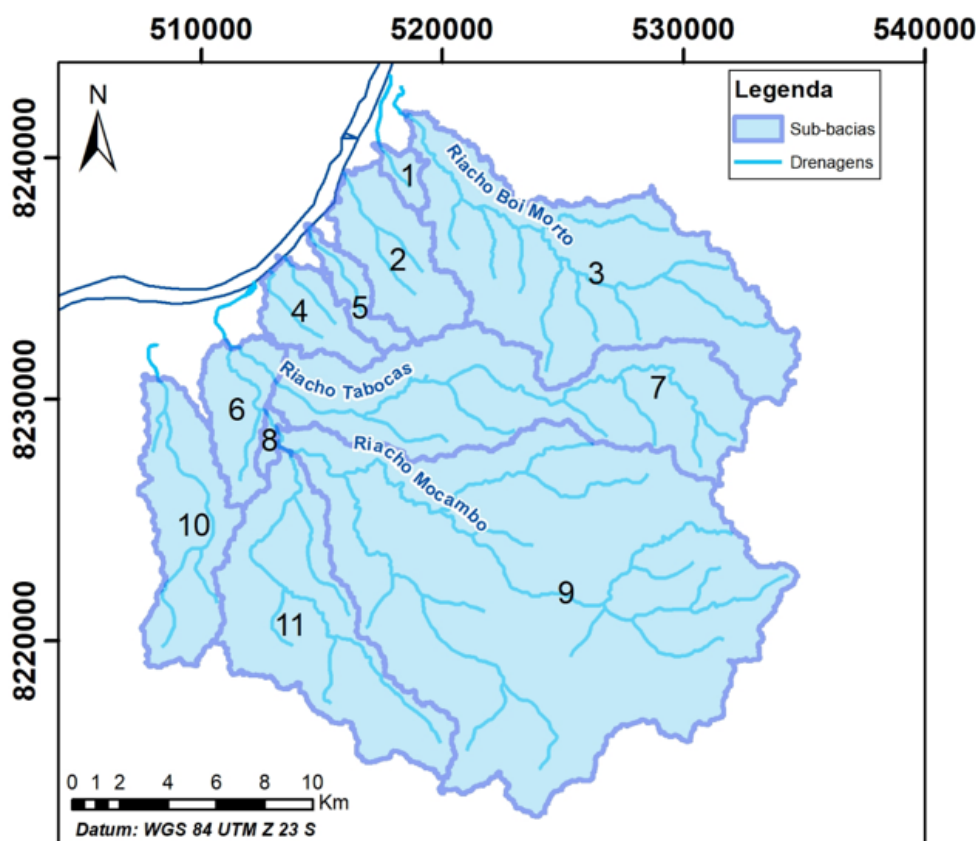 510000 520000 530000 540000
8240000
8230000
8220000
N
Legenda
Sub-bacias
Drenagens
Riacho Boi Morto
1
2
3
4
5
Riacho Tabocas
7
6
8
Riacho Mocambo
10
9
11
0 1 2 4 6 8 10
Km
Datum: WGS 84 UTM Z 23 S